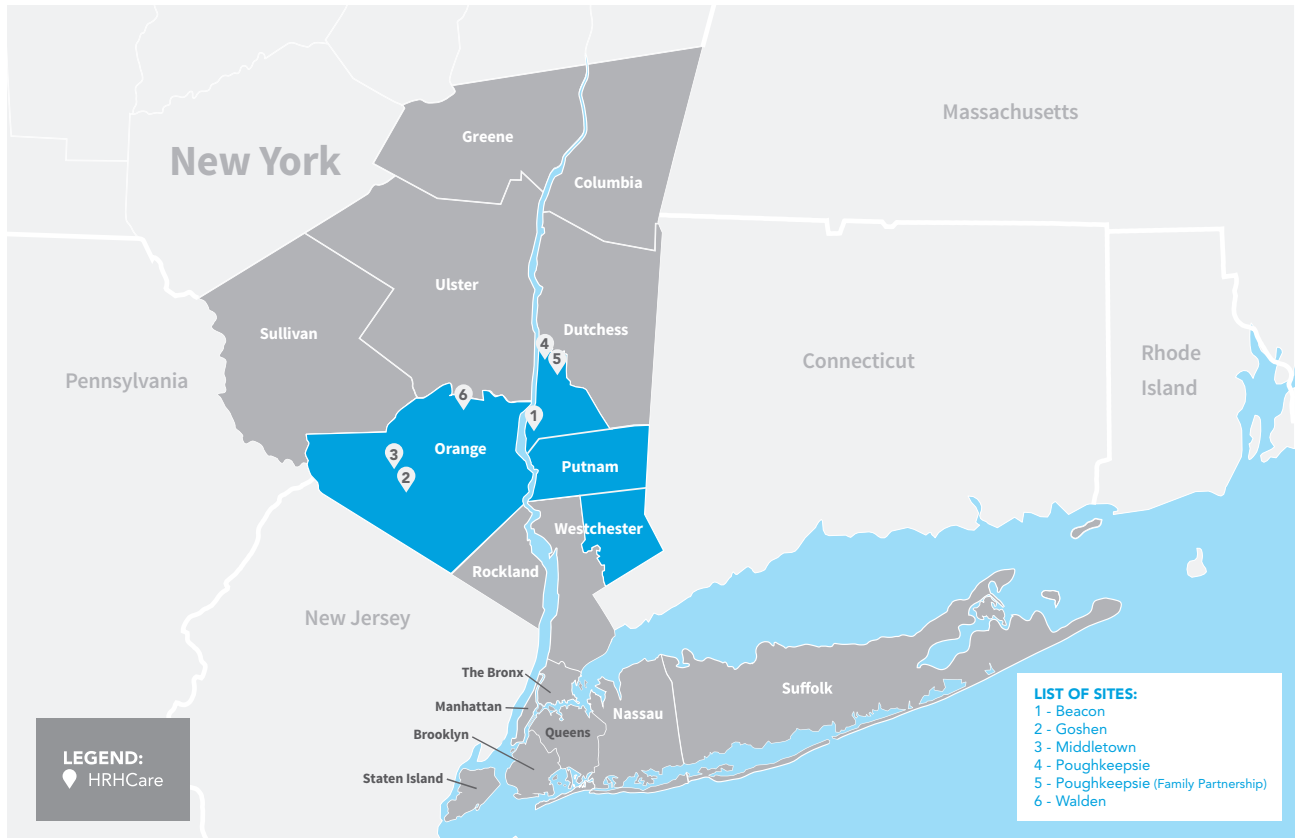 Massachusetts
Greene
New York
Columbia
Ulster
Dutchess
Sullivan
4
5
Connecticut
Rhode
Island
Pennsylvania
6
1
Orange
3
Putnam
2
Westchester
Rockland
New Jersey
The Bronx
Suffolk
Manhattan
Nassau
Queens
Brooklyn
Staten Island
LEGEND:
HRHCare
LIST OF SITES:
1 - Beacon
2 - Goshen
3 - Middletown
4 - Poughkeepsie
5 - Poughkeepsie (Family Partnership)
6 - Walden